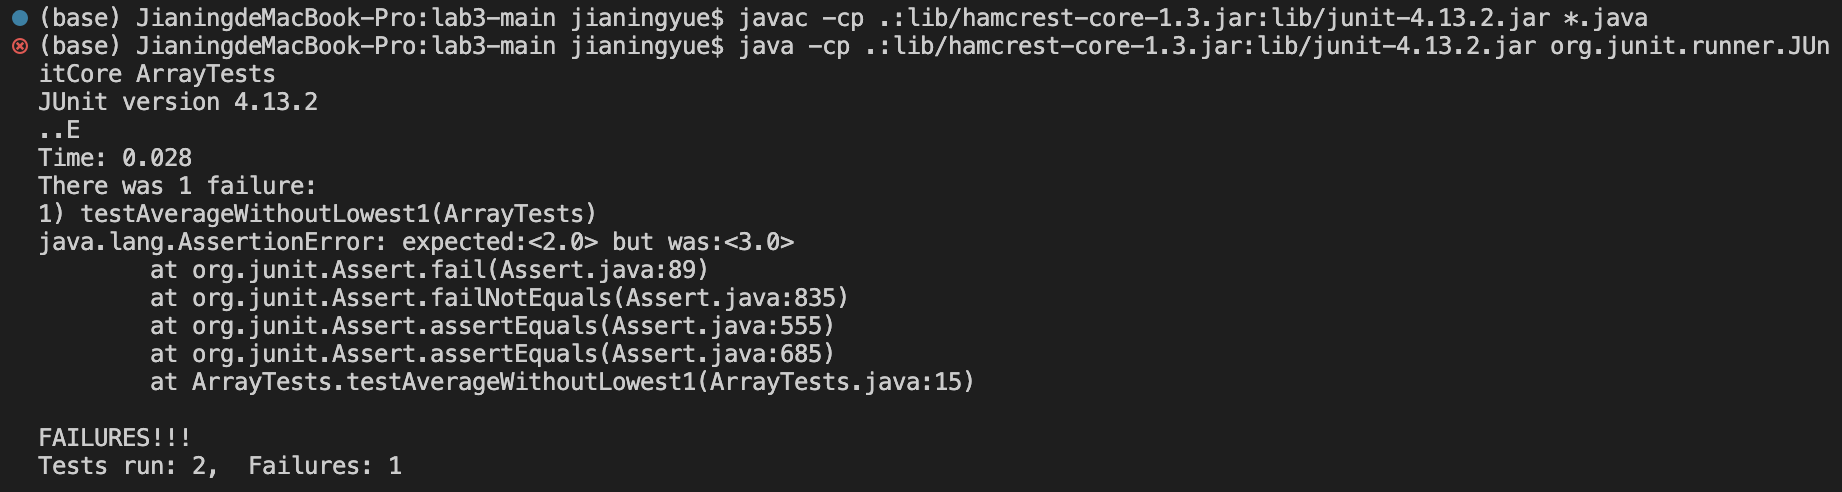 (base) JianingdeMacBook-Pro:lab3-main jianingyue$ javac -cp .:lib/hamcrest-core-1.3.jar:lib/junit-4.13.2.jar *.java
(base) JianingdeMacBook-Pro:lab3-main jianingyue$ java -cp .:lib/hamcrest-core-1.3.jar:lib/junit-4.13.2.jar org.junit.runner.JUn
itCore ArrayTests
JUnit version 4.13.2
..E
Time: 0.028
There was 1 failure:
1) testAverageWithoutLowest1(ArrayTests)
java.lang.AssertionError: expected:<2.0> but was:<3.0>
        at org.junit.Assert.fail(Assert.java:89)
        at org.junit.Assert.failNotEquals(Assert.java:835)
        at org.junit.Assert.assertEquals(Assert.java:555)
        at org.junit.Assert.assertEquals(Assert.java:685)
        at ArrayTests.testAverageWithoutLowest1(ArrayTests.java:15)

FAILURES!!!
Tests run: 2,  Failures: 1